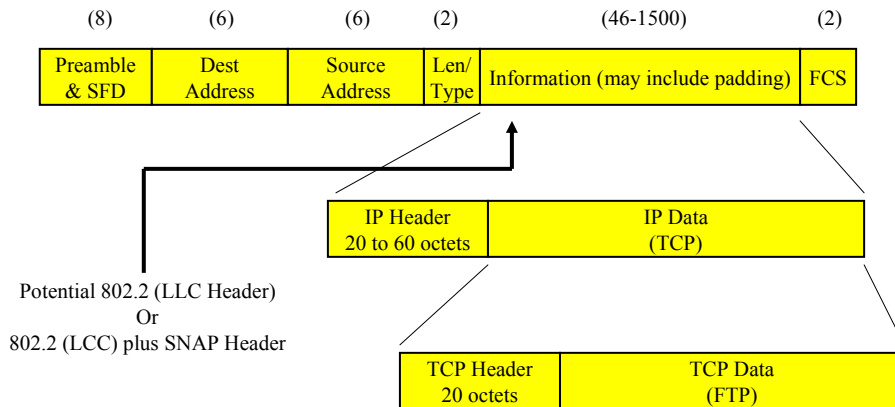 (8) (6) (6) (2) (46-1500) (2)
Preamble & SFD
Dest Address
Source Address
Len/ Type
Information (may include padding)
FCS
IP Header
20 to 60 octets
IP Data
(TCP)
Potential 802.2 (LLC Header)
Or
802.2 (LCC) plus SNAP Header
TCP Header
20 octets
TCP Data
(FTP)